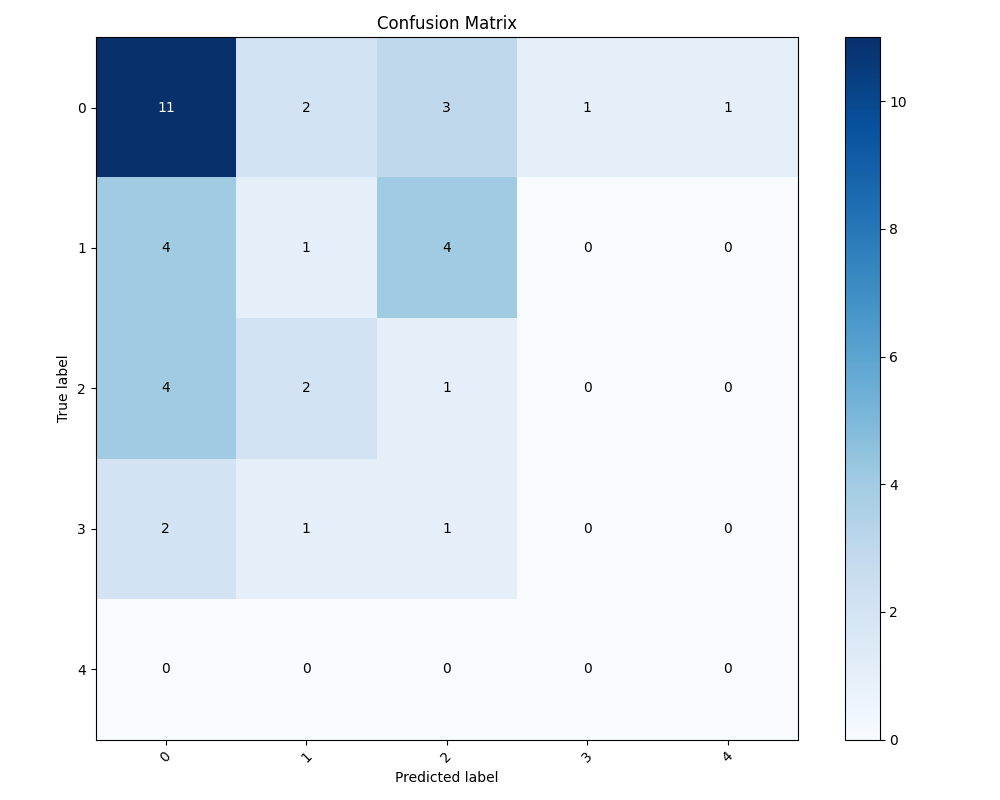 Confusion Matrix
0 11 2 3 1 1
1 4 1 4 0 0
2 4 2 1 0 0
3 2 1 1 0 0
4 0 0 0 0 0
0 1 2 3 4
Predicted label
True label
10
8
6
4
2
0